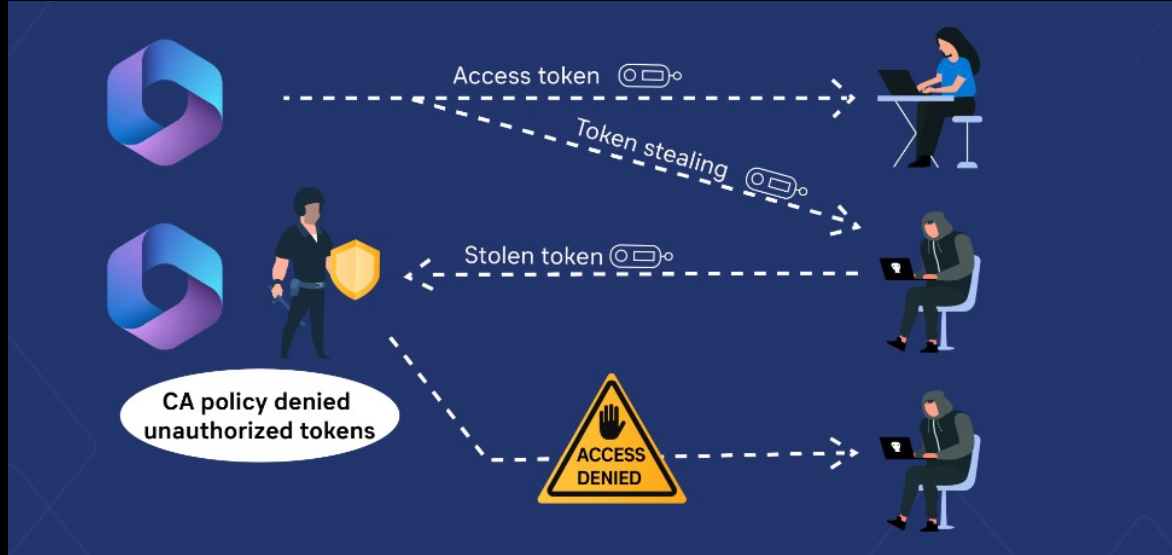 Access token
Token stealing
Stolen token
CA policy denied
unauthorized tokens
ACCESS
DENIED